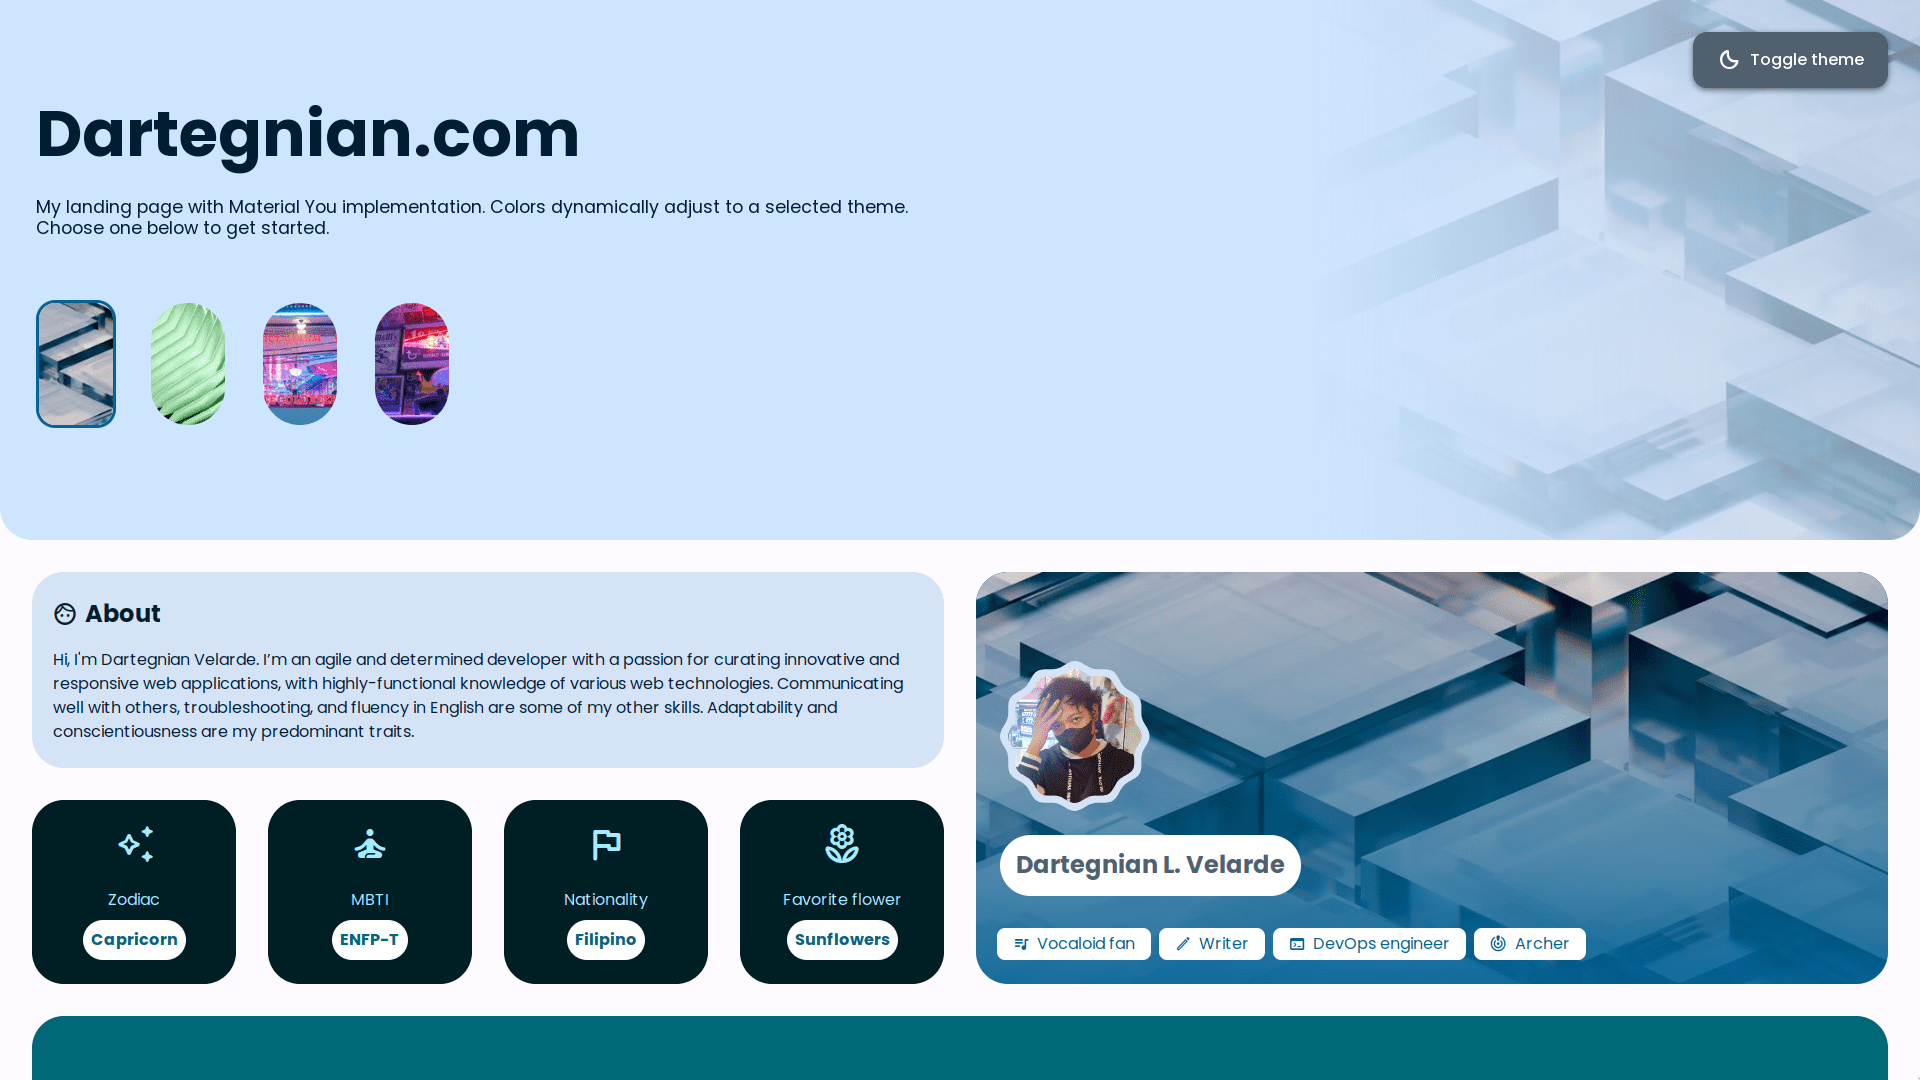 Toggle theme
Dartegnian.com
My landing page with Material You implementation. Colors dynamically adjust to a selected theme.
Choose one below to get started.
About
Hi, I'm Dartegnian Velarde. I’m an agile and determined developer with a passion for curating innovative and
responsive web applications, with highly-functional knowledge of various web technologies. Communicating
well with others, troubleshooting, and fluency in English are some of my other skills. Adaptability and
conscientiousness are my predominant traits.
Zodiac
Capricorn
MBTI
ENFP-T
Nationality
Filipino
Favorite flower
Sunflowers
Dartegnian L. Velarde
Vocaloid fan
Writer
DevOps engineer
Archer